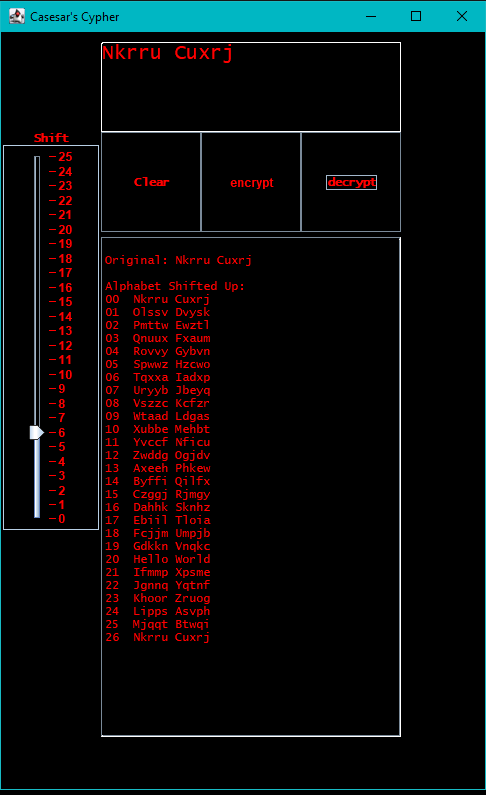 Casesar's Cypher
Nkrru Cuxrj
Shift
25
24
23
22
21
20
19
18
17
16
15
14
13
12
11
10
9
8
7
6
5
4
3
2
1
0
Clear
encrypt
decrypt
Original: Nkrru Cuxrj
Alphabet Shifted Up:
00 Nkrru Cuxrj
01 Olssv Dvysk
02 Pmttw Ewztl
03 Qnuux Fxaum
04 Rovvy Gybvn
05 Spwwz Hzcwo
06 Tqxxa Iadxp
07 Uryyb Jbeyq
08 Vszzc Kcfzr
09 Wtaad Ldgas
10 Xubbe Mehbt
11 Yvccf Nficu
12 Zwddg Ogjdv
13 Axeeh Phkew
14 Byffi Qilfx
15 Czggj Rjmgy
16 Dahhk Sknhz
17 Ebiil Tloia
18 Fcjjm Umpjb
19 Gdkkn Vnqkc
20 Hello World
21 Ifmmp Xpsme
22 Jgnnq Yqtnf
23 Khoor Zruog
24 Lipps Asvph
25 Mjqqt Btwqi
26 Nkrru Cuxrj